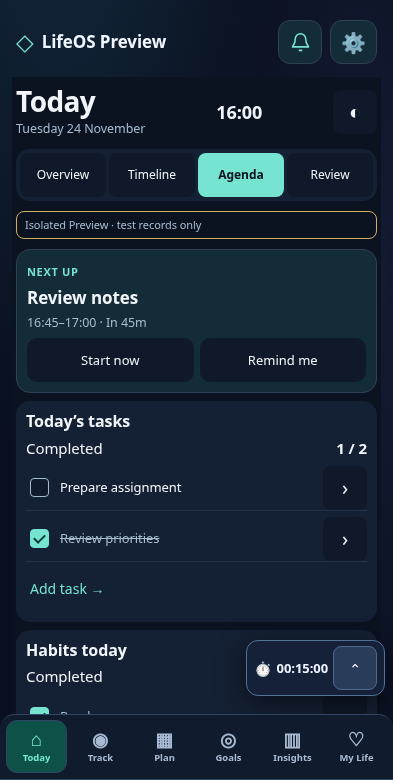 LifeOS Preview
Today
16:00
Tuesday 24 November
Overview
Timeline
Agenda
Review
Isolated Preview · test records only
NEXT UP
Review notes
16:45–17:00 · In 45m
Start now
Remind me
Today’s tasks
Completed
1 / 2
Prepare assignment
Review priorities
Add task →
Habits today
Completed
00:15:00
Today
Track
Plan
Goals
Insights
My Life